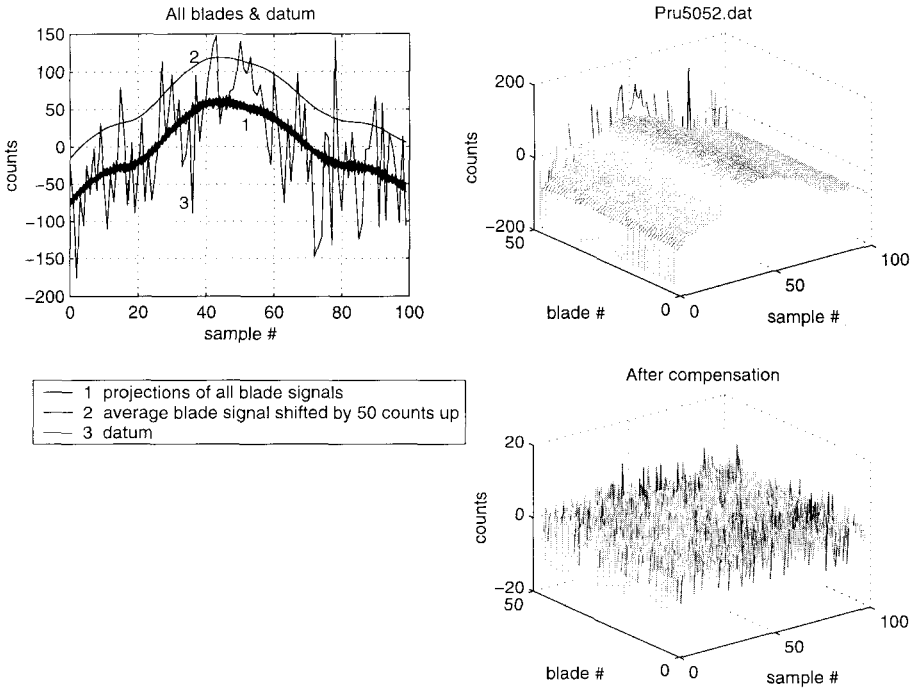 All blades & datum
150
100
50
0
−50
−100
−150
−200
counts
2
1
3
0
20
40
60
80
100
sample #
1 projections of all blade signals
2 average blade signal shifted by 50 counts up
3 datum
Pru5052.dat
200
0
−200
counts
50
0
blade #
0
50
100
sample #
After compensation
20
0
−20
counts
50
0
blade #
0
50
100
sample #